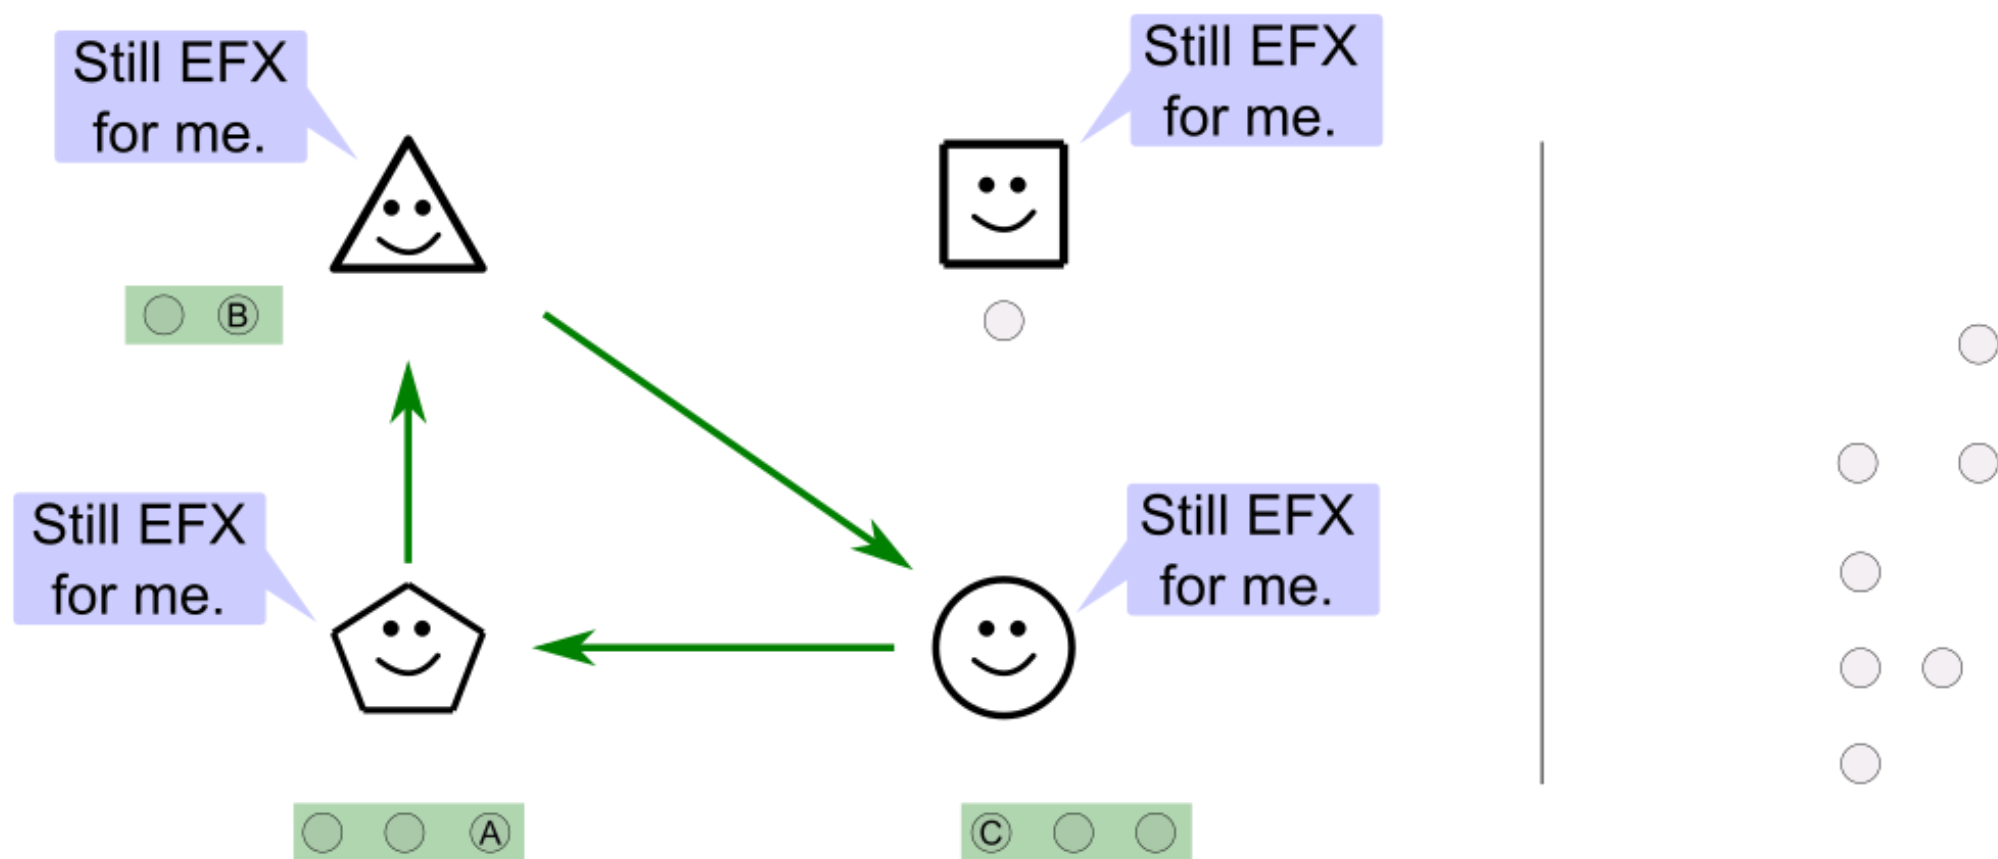 Still EFX
for me.
Still EFX
for me.
B
Still EFX
for me.
Still EFX
for me.
A
C